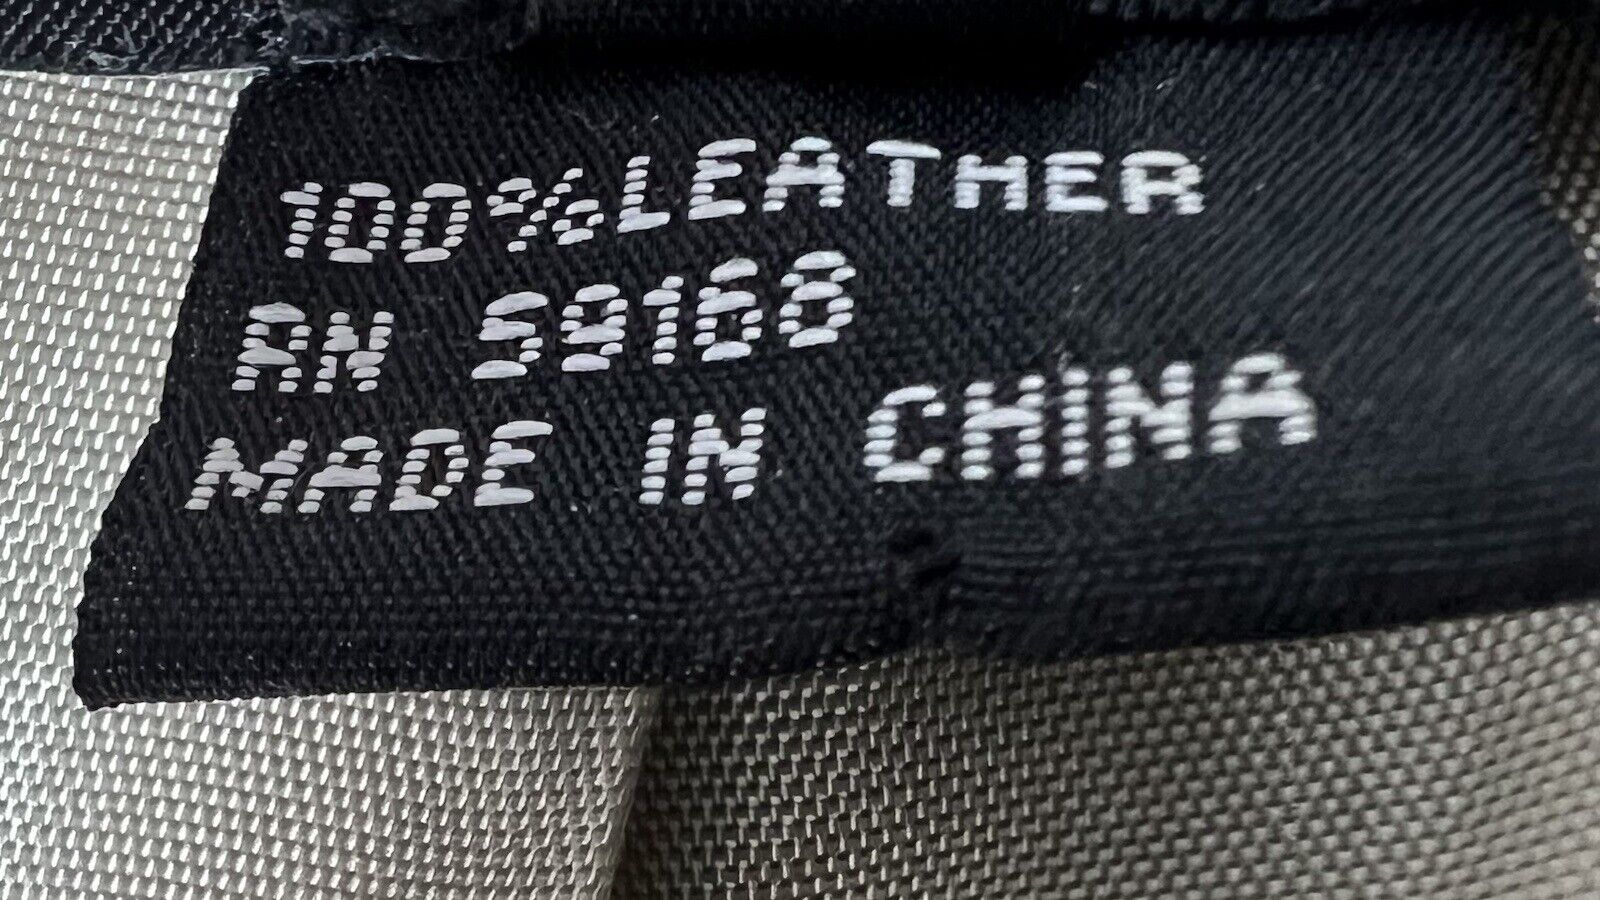 100% LEATHER
RN 59168
MADE IN CHINA